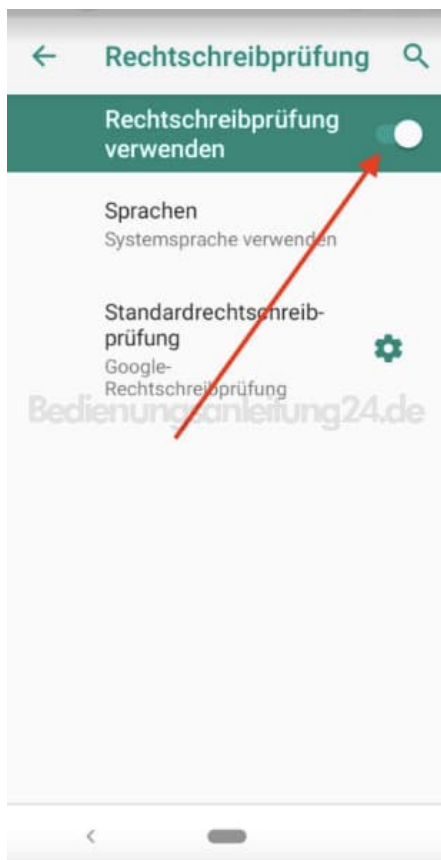 Rechtschreibprüfung
Rechtschreibprüfung
verwenden
Sprachen
Systemsprache verwenden
Standardrechtschreib-
prüfung
Google-
Rechtschreibprüfung
Bedienungsanleitung24.de